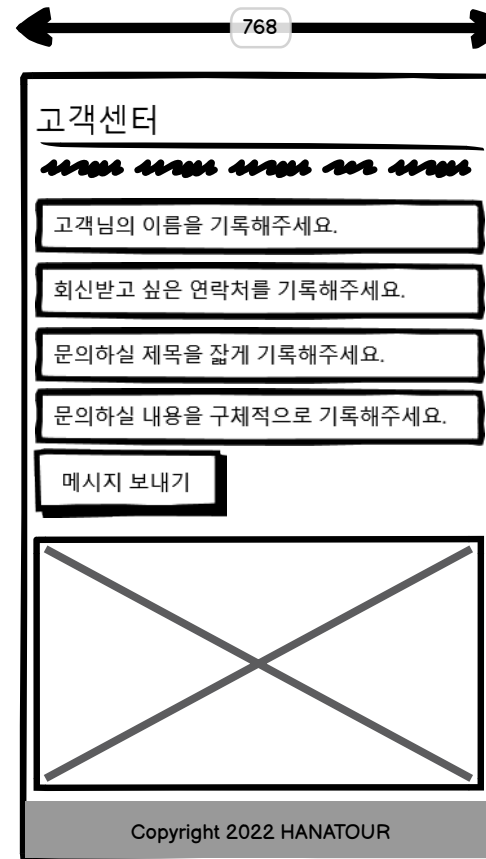 768
고객센터
고객님의 이름을 기록해주세요.
회신받고 싶은 연락처를 기록해주세요.
문의하실 제목을 잛게 기록해주세요.
문의하실 내용을 구체적으로 기록해주세요.
메시지 보내기
Copyright 2022 HANATOUR